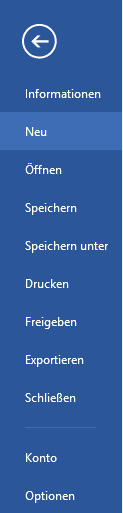 Informationen
Neu
Öffnen
Speichern
Speichern unter
Drucken
Freigeben
Exportieren
Schließen
Konto
Optionen